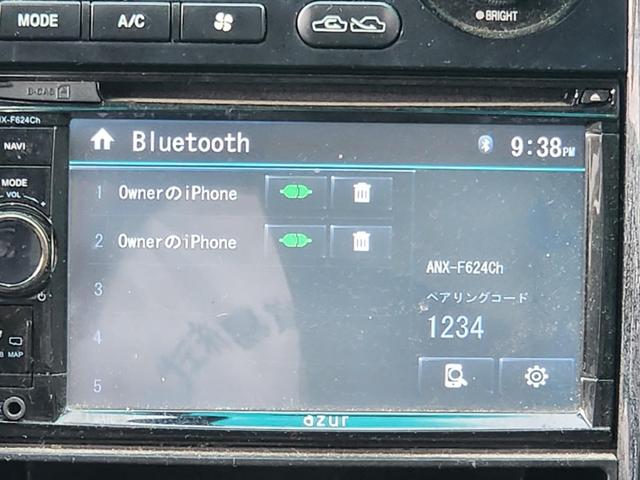 MODE A/C
BRIGHT
B-CAS
NX-F624Ch
Bluetooth 9:38PM
NAVI
MODE
VOL
1 OwnerのiPhone
2 OwnerのiPhone
3
ANX-F624Ch
ペアリングコード
1234
4
MAP
5
azur